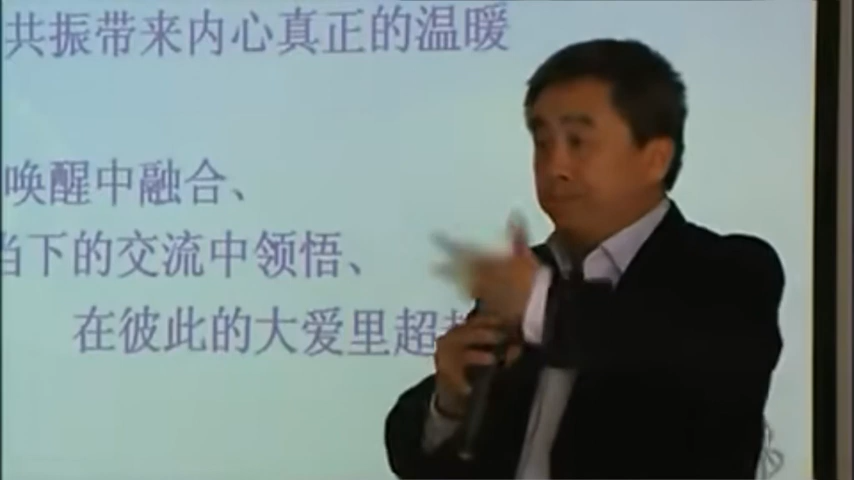 共振带来内心真正的温暖
唤醒中融合、
当下的交流中领悟、
在彼此的大爱里超